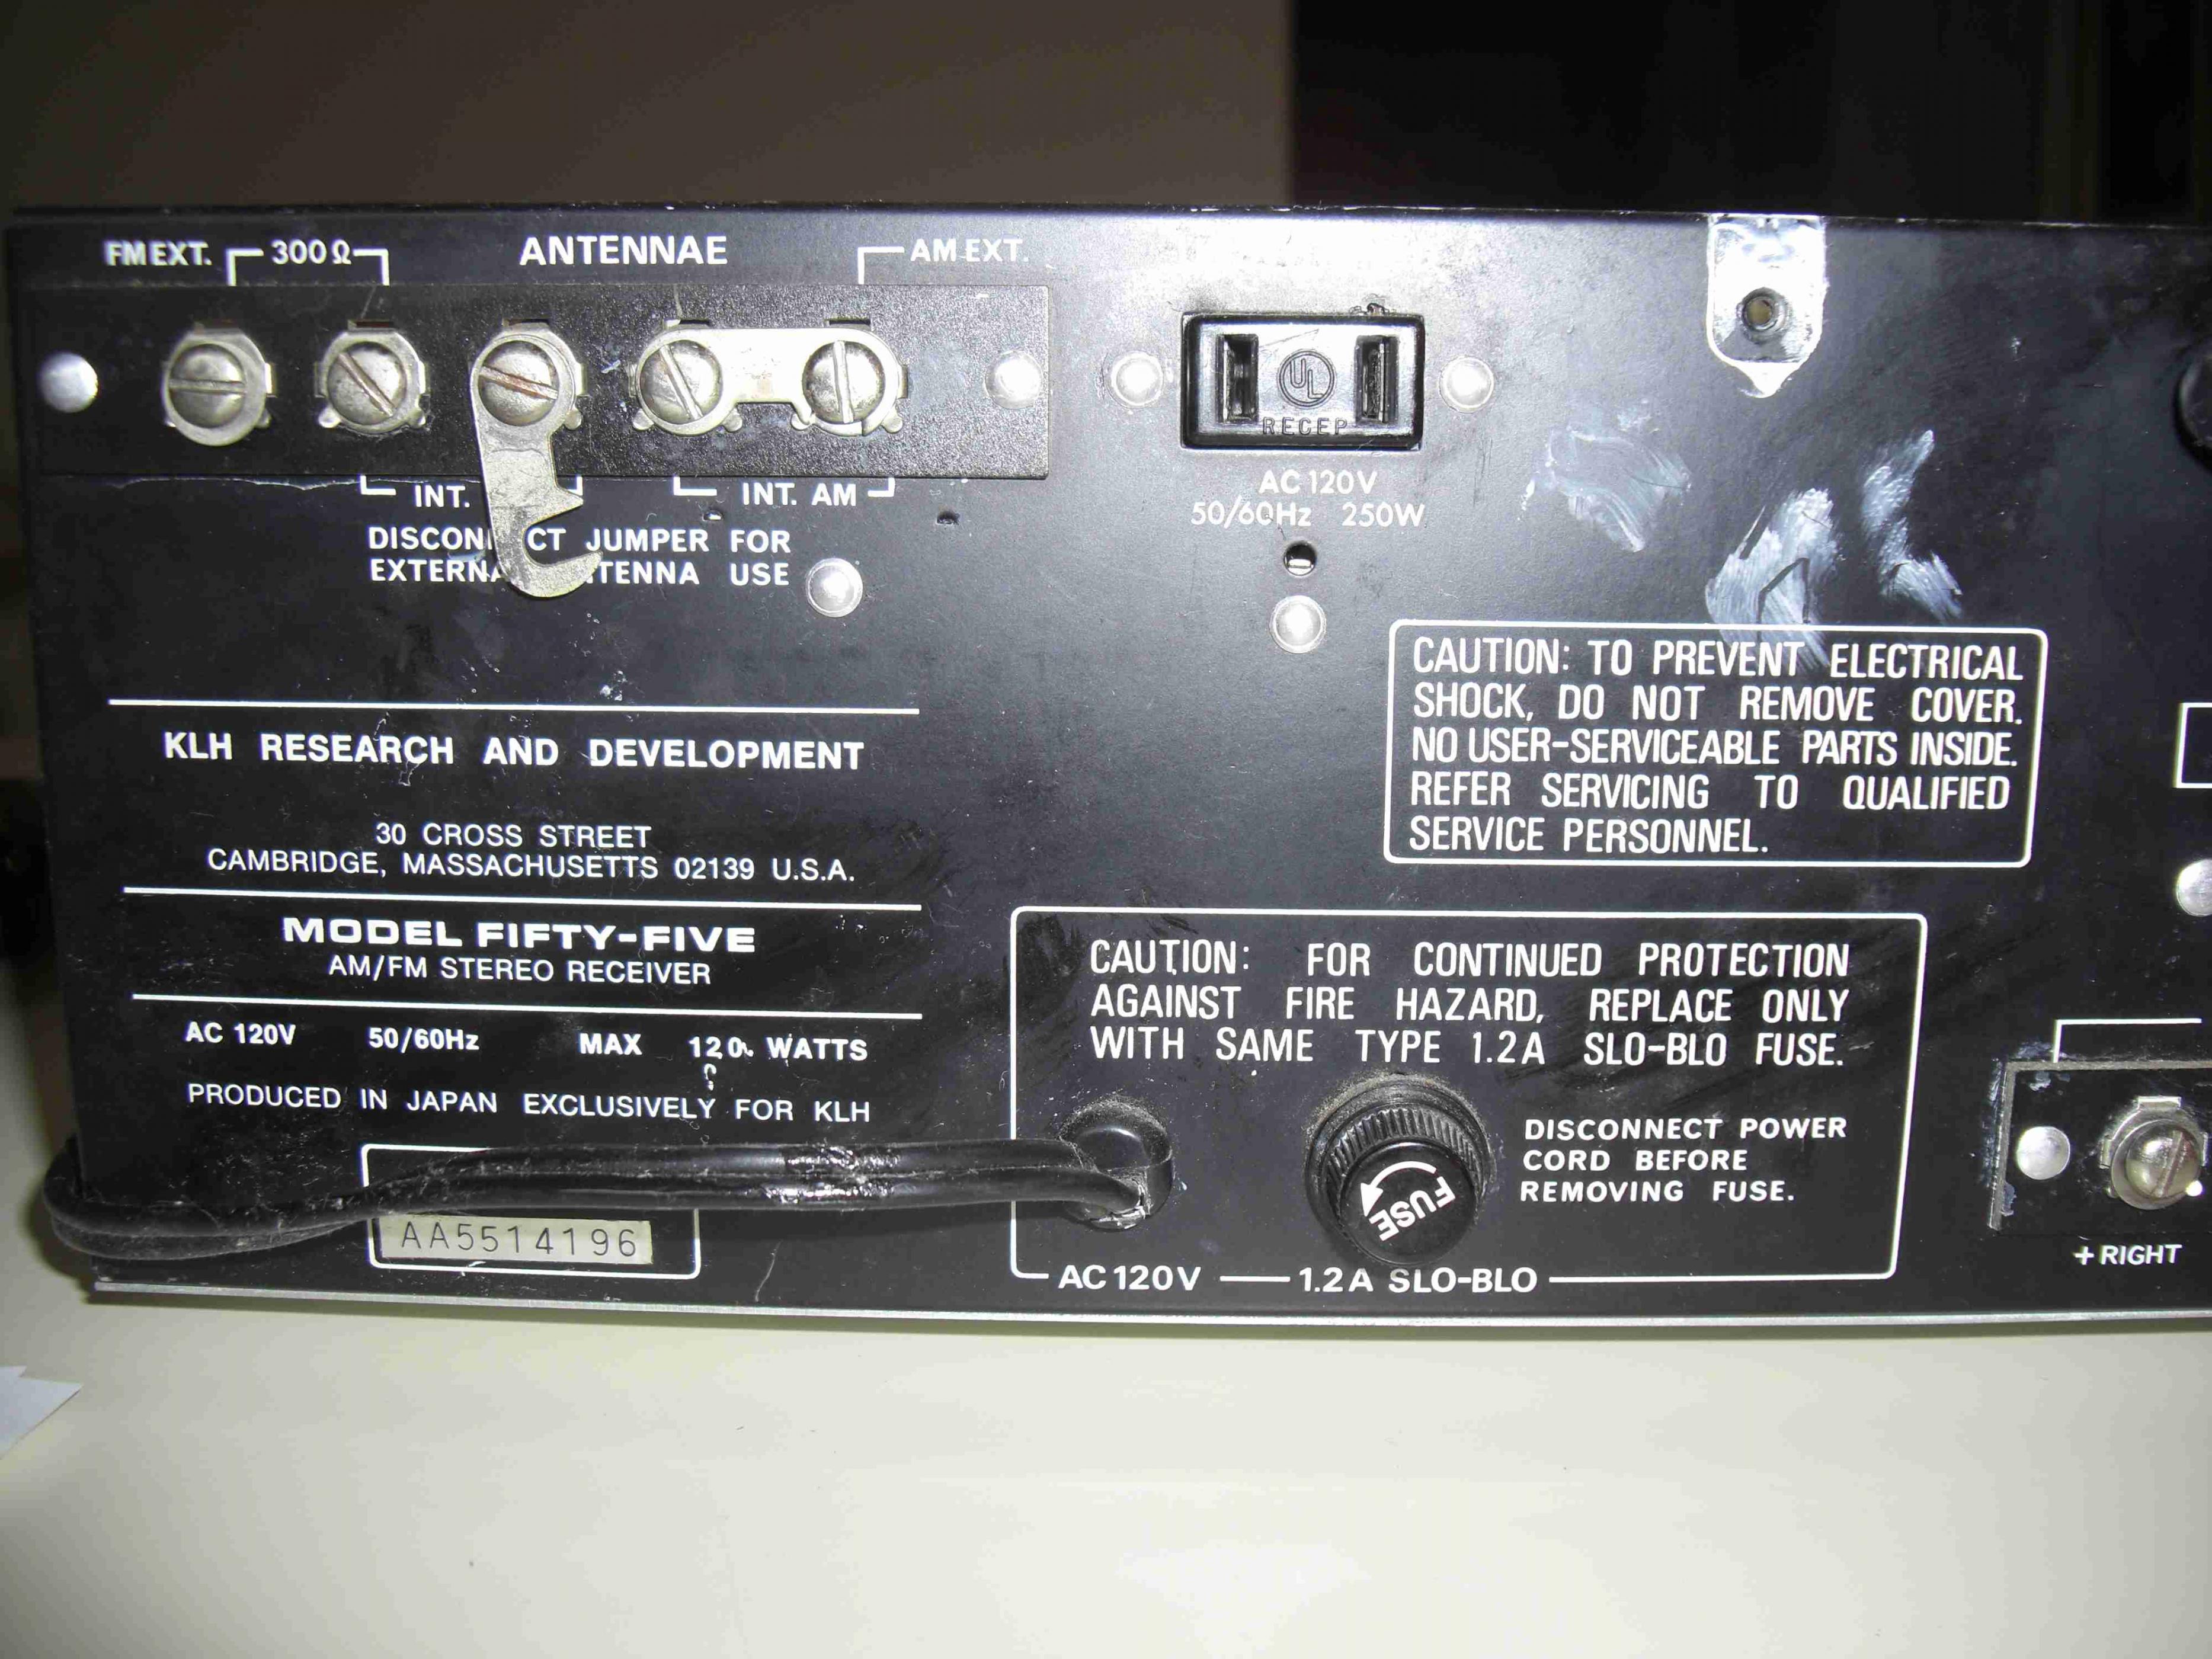 FM EXT. 300Ω ANTENNAE AM EXT.
INT. INT. AM
JUMPER FOR
USE
UL
RECEP
AC 120V
50/60Hz 250W
CAUTION: TO PREVENT ELECTRICAL
SHOCK, DO NOT REMOVE COVER.
NO USER-SERVICEABLE PARTS INSIDE.
REFER SERVICING TO QUALIFIED
SERVICE PERSONNEL.
KLH RESEARCH AND DEVELOPMENT
30 CROSS STREET
CAMBRIDGE, MASSACHUSETTS 02139 U.S.A.
MODEL FIFTY-FIVE
AM/FM STEREO RECEIVER
AC 120V 50/60Hz MAX 120 WATTS
PRODUCED IN JAPAN EXCLUSIVELY FOR KLH
AA5514196
CAUTION: FOR CONTINUED PROTECTION
AGAINST FIRE HAZARD, REPLACE ONLY
WITH SAME TYPE 1.2A SLO-BLO FUSE.
FUSE
DISCONNECT POWER
CORD BEFORE
REMOVING FUSE.
AC 120V 1.2A SLO-BLO
+ RIGHT